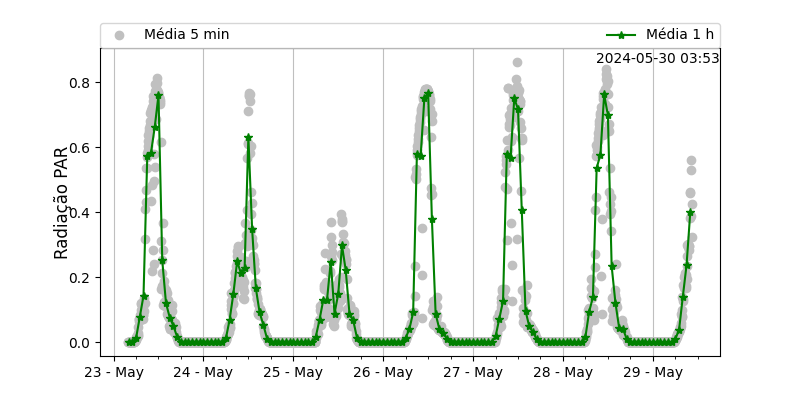 Média 5 min
Média 1 h
2024-05-30 03:53
Radiação PAR
0.8
0.6
0.4
0.2
0.0
23 - May
24 - May
25 - May
26 - May
27 - May
28 - May
29 - May